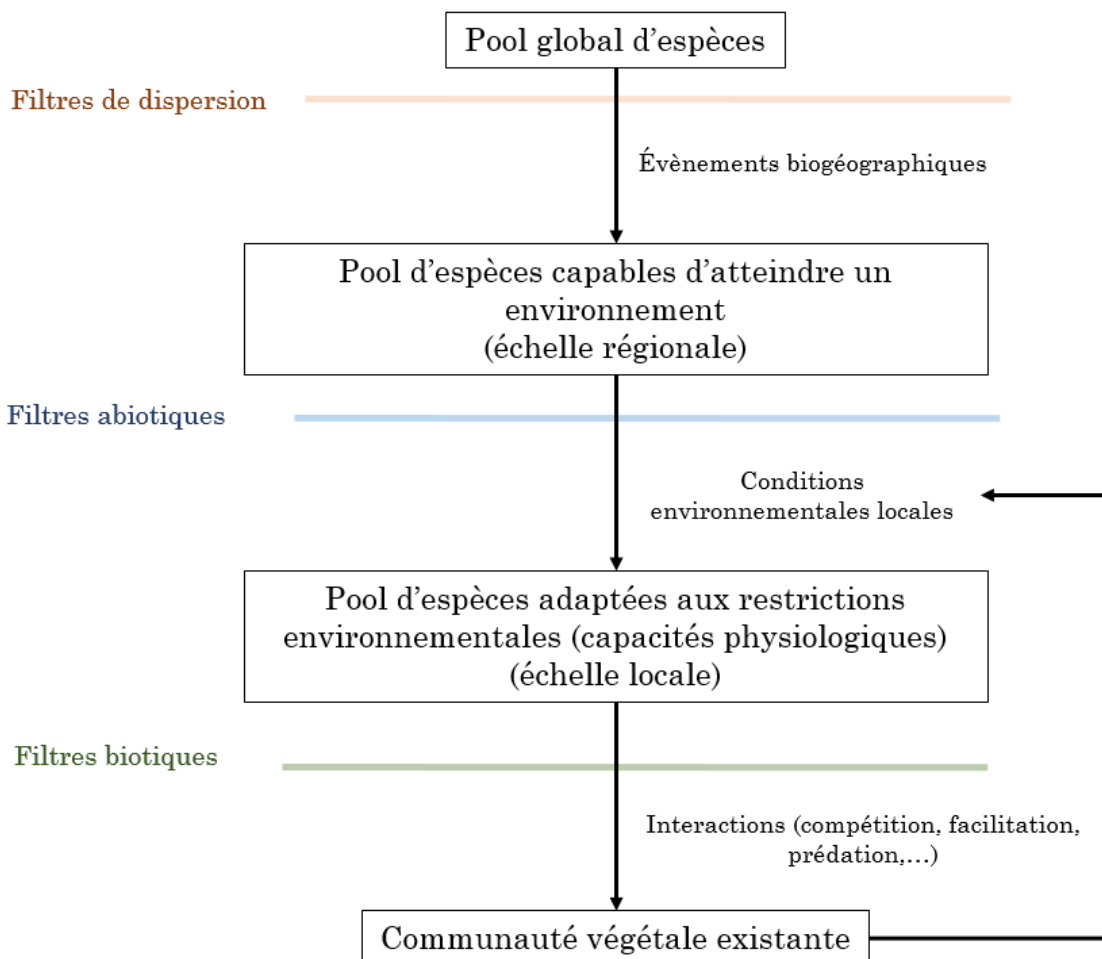 Pool global d’espèces
Filtres de dispersion
Évènements biogéographiques
Pool d’espèces capables d’atteindre un
environnement
(échelle régionale)
Filtres abiotiques
Conditions
environnementales locales
Pool d’espèces adaptées aux restrictions
environnementales (capacités physiologiques)
(échelle locale)
Filtres biotiques
Interactions (compétition, facilitation,
prédation,…)
Communauté végétale existante